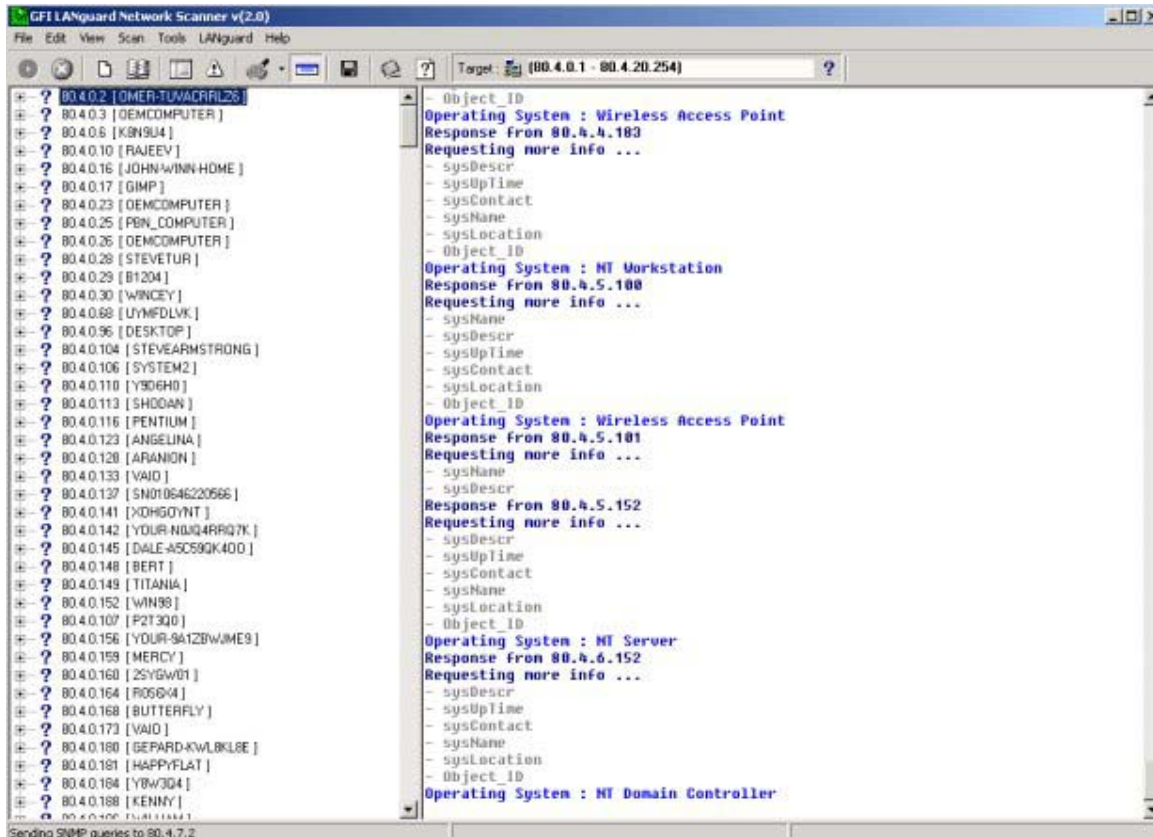 GFI LANguard Network Scanner v(2.0)
File Edit View Scan Tools LANguard Help
Target: (80.4.0.1 - 80.4.20.254)
80.4.0.2 [ OMER-TUVACRRLZ6 ]
80.4.0.3 [ OEMCOMPUTER ]
80.4.0.6 [ K8N9U4 ]
80.4.0.10 [ RAJEEV ]
80.4.0.16 [ JOHN-WINN-HOME ]
80.4.0.17 [ GIMP ]
80.4.0.23 [ OEMCOMPUTER ]
80.4.0.25 [ PBN_COMPUTER ]
80.4.0.26 [ OEMCOMPUTER ]
80.4.0.28 [ STEVETUR ]
80.4.0.29 [ B1204 ]
80.4.0.30 [ WINCEY ]
80.4.0.68 [ UYMFDLVK ]
80.4.0.96 [ DESKTOP ]
80.4.0.104 [ STEVEARMSTRONG ]
80.4.0.106 [ SYSTEM2 ]
80.4.0.110 [ Y9D6H0 ]
80.4.0.113 [ SHODAN ]
80.4.0.116 [ PENTIUM ]
80.4.0.123 [ ANGELINA ]
80.4.0.128 [ ARANION ]
80.4.0.133 [ VAIO ]
80.4.0.137 [ SN010646220566 ]
80.4.0.141 [ XOHGOYNT ]
80.4.0.142 [ YOUR-N0JQ4RRQ7K ]
80.4.0.145 [ DALE-A5C59QK4OO ]
80.4.0.148 [ BERT ]
80.4.0.149 [ TITANIA ]
80.4.0.152 [ WIN98 ]
80.4.0.107 [ P2T3Q0 ]
80.4.0.156 [ YOUR-9A1ZBWJME9 ]
80.4.0.159 [ MERCY ]
80.4.0.160 [ 2SYGW01 ]
80.4.0.164 [ R0S6X4 ]
80.4.0.168 [ BUTTERFLY ]
80.4.0.173 [ VAIO ]
80.4.0.180 [ GEPARD-KWL8KL8E ]
80.4.0.181 [ HAPPYFLAT ]
80.4.0.184 [ Y8W3Q4 ]
80.4.0.188 [ KENNY ]
- Object_ID
Operating System : Wireless Access Point
Response from 80.4.4.183
Requesting more info ...
- sysDescr
- sysUpTime
- sysContact
- sysName
- sysLocation
- Object_ID
Operating System : NT Workstation
Response from 80.4.5.100
Requesting more info ...
- sysName
- sysDescr
- sysUpTime
- sysContact
- sysLocation
- Object_ID
Operating System : Wireless Access Point
Response from 80.4.5.101
Requesting more info ...
- sysName
- sysDescr
Response from 80.4.5.152
Requesting more info ...
- sysDescr
- sysUpTime
- sysContact
- sysName
- sysLocation
- Object_ID
Operating System : NT Server
Response from 80.4.6.152
Requesting more info ...
- sysDescr
- sysUpTime
- sysContact
- sysName
- sysLocation
- Object_ID
Operating System : NT Domain Controller
Sending SNMP queries to 80.4.7.2